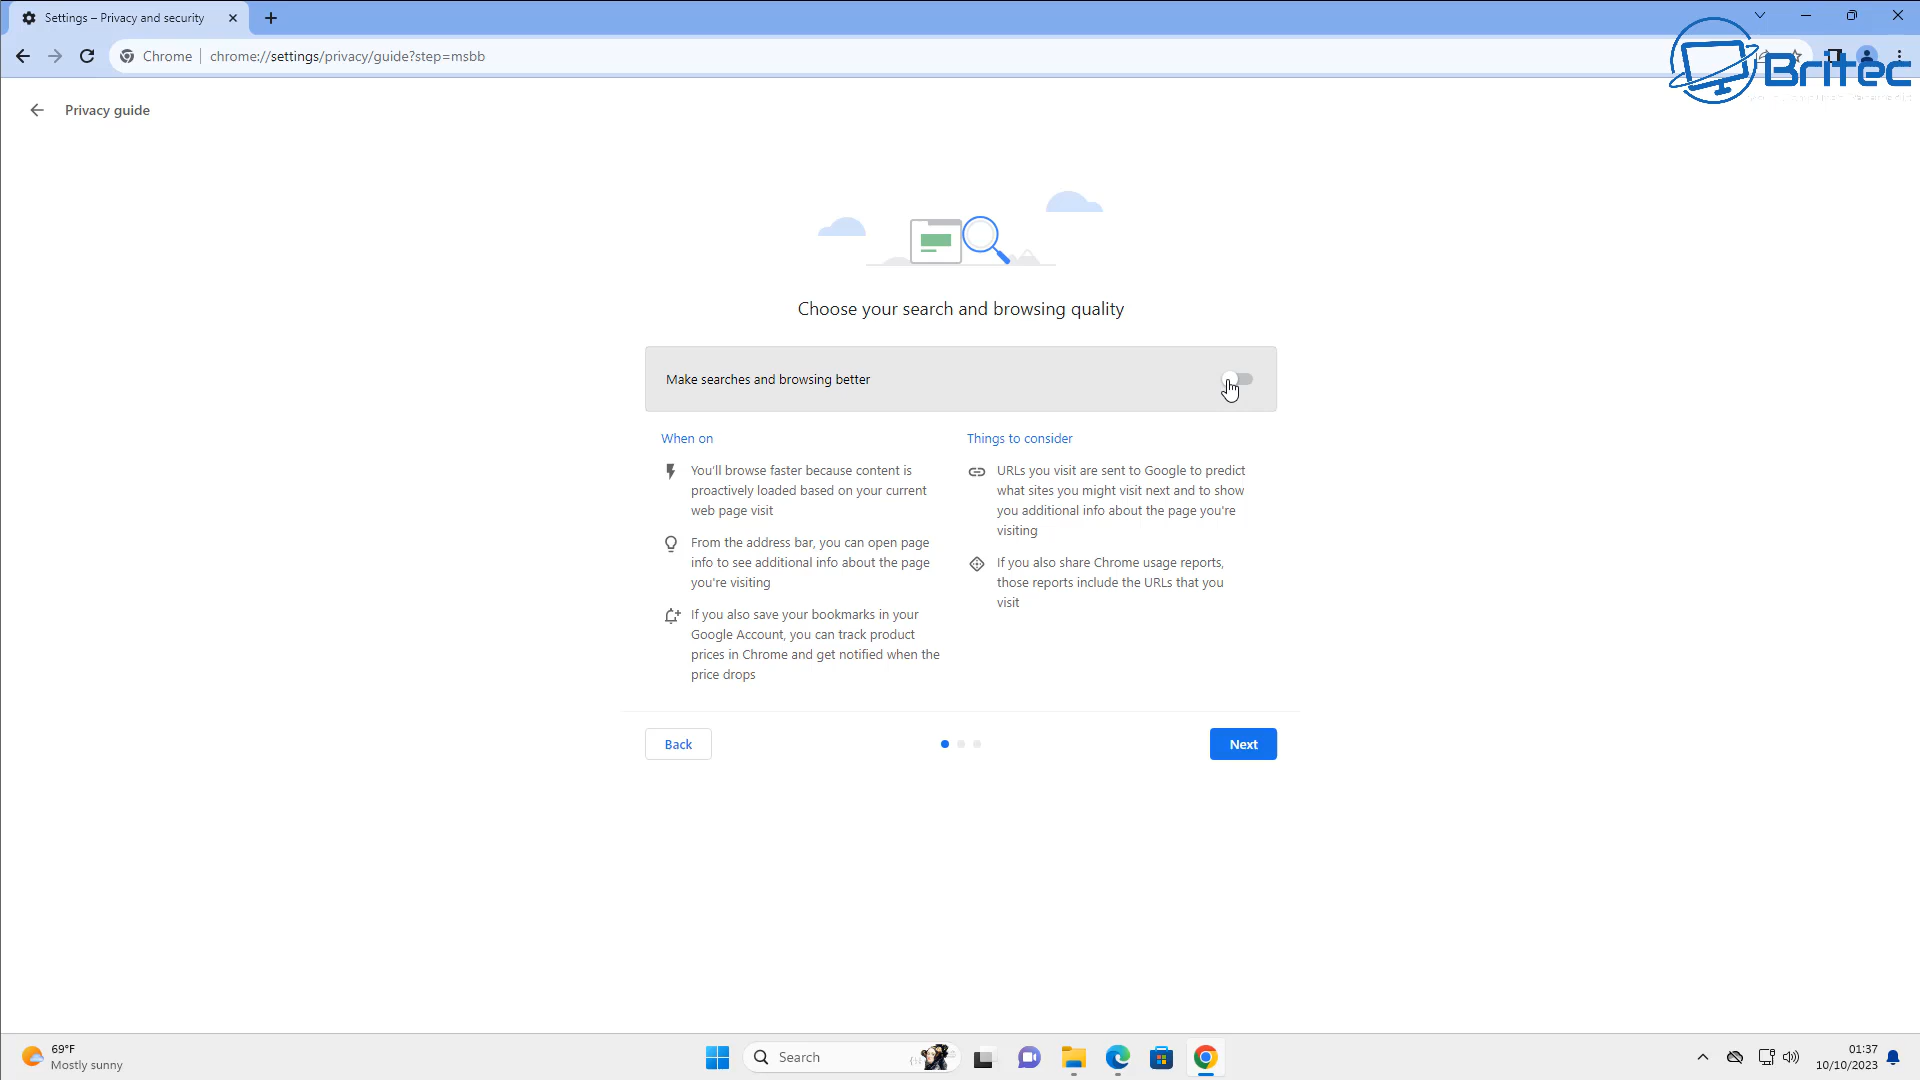 Settings – Privacy and security
Chrome
chrome://settings/privacy/guide?step=msbb
Britec
Privacy guide
Choose your search and browsing quality
Make searches and browsing better
When on
You'll browse faster because content is
proactively loaded based on your current
web page visit
From the address bar, you can open page
info to see additional info about the page
you're visiting
If you also save your bookmarks in your
Google Account, you can track product
prices in Chrome and get notified when the
price drops
Things to consider
URLs you visit are sent to Google to predict
what sites you might visit next and to show
you additional info about the page you're
visiting
If you also share Chrome usage reports,
those reports include the URLs that you
visit
Back
Next
69°F
Mostly sunny
Search
01:37
10/10/2023